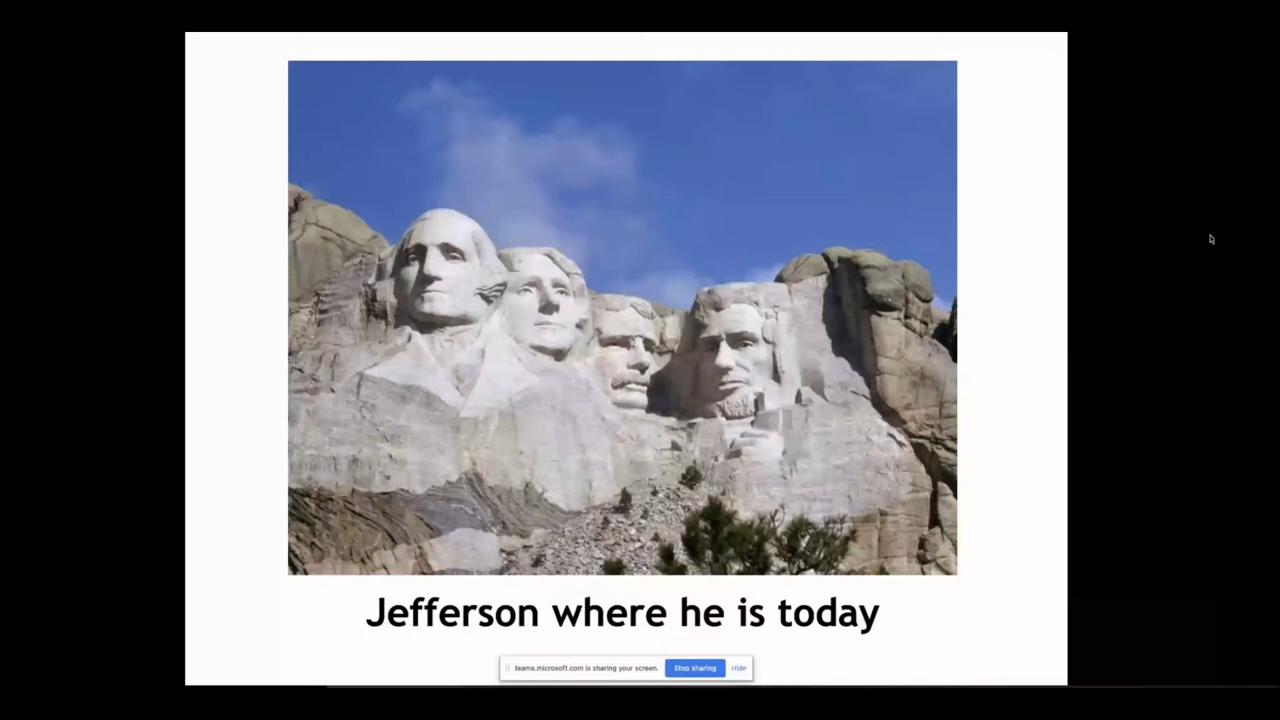 Jefferson where he is today
teams.microsoft.com is sharing your screen. Stop sharing Hide